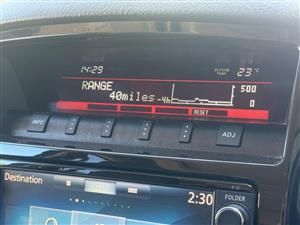 14:29 OUTSIDE TEMP 23°C
RANGE 500
40miles -4h 0
RESET
INFO ADJ
Destination 2:30
FOLDER